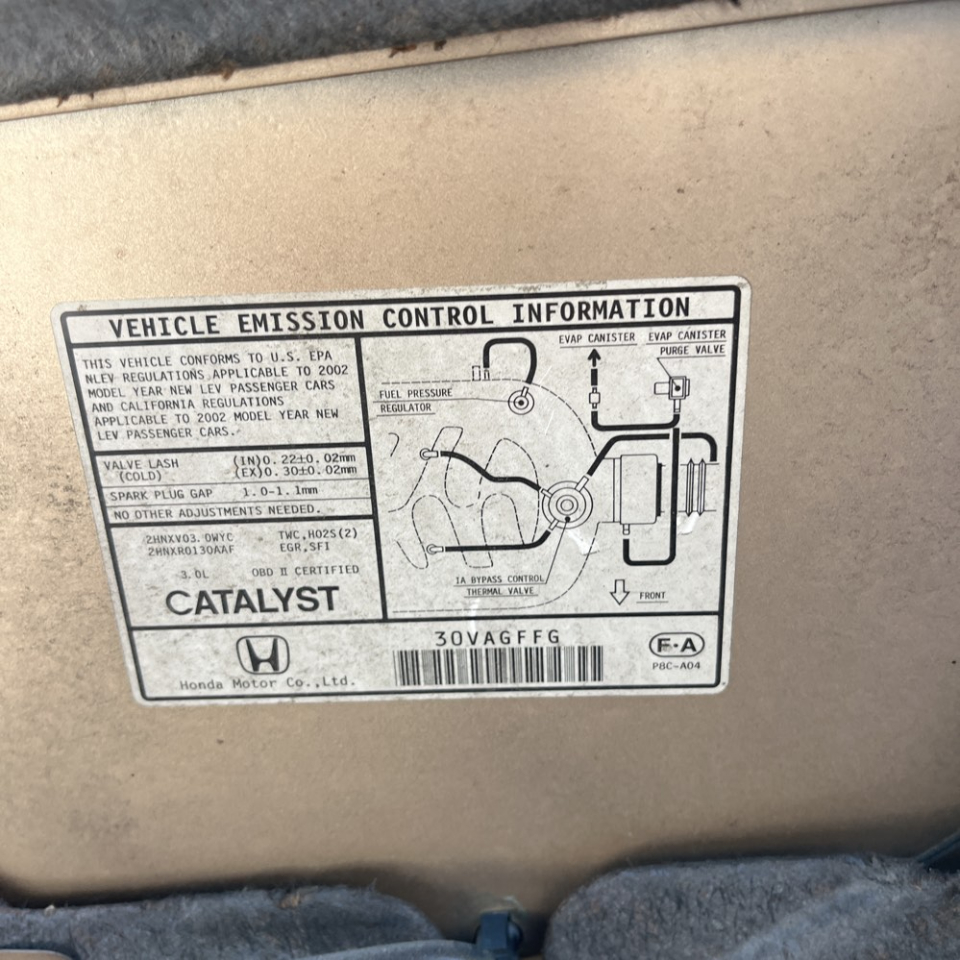 VEHICLE EMISSION CONTROL INFORMATION
THIS VEHICLE CONFORMS TO U.S. EPA
NLEV REGULATIONS APPLICABLE TO 2002
MODEL YEAR NEW LEV PASSENGER CARS
AND CALIFORNIA REGULATIONS
APPLICABLE TO 2002 MODEL YEAR NEW
LEV PASSENGER CARS.
VALVE LASH (IN)0.22±0.02mm
(COLD) (EX)0.30±0.02mm
SPARK PLUG GAP 1.0-1.1mm
NO OTHER ADJUSTMENTS NEEDED.
2HNXV03.0WYC TWC,HO2S(2)
2HNXR0130AAF EGR,SFI
3.0L OBD II CERTIFIED
CATALYST
EVAP CANISTER
EVAP CANISTER
PURGE VALVE
FUEL PRESSURE
REGULATOR
IA BYPASS CONTROL
THERMAL VALVE
FRONT
Honda Motor Co.,Ltd.
30VAGFFG
E·A
P8C-A04